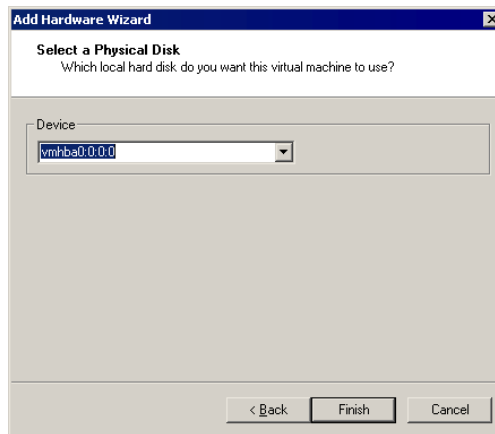 Add Hardware Wizard
Select a Physical Disk
Which local hard disk do you want this virtual machine to use?
Device
vmhba0:0:0:0
< Back
Finish
Cancel